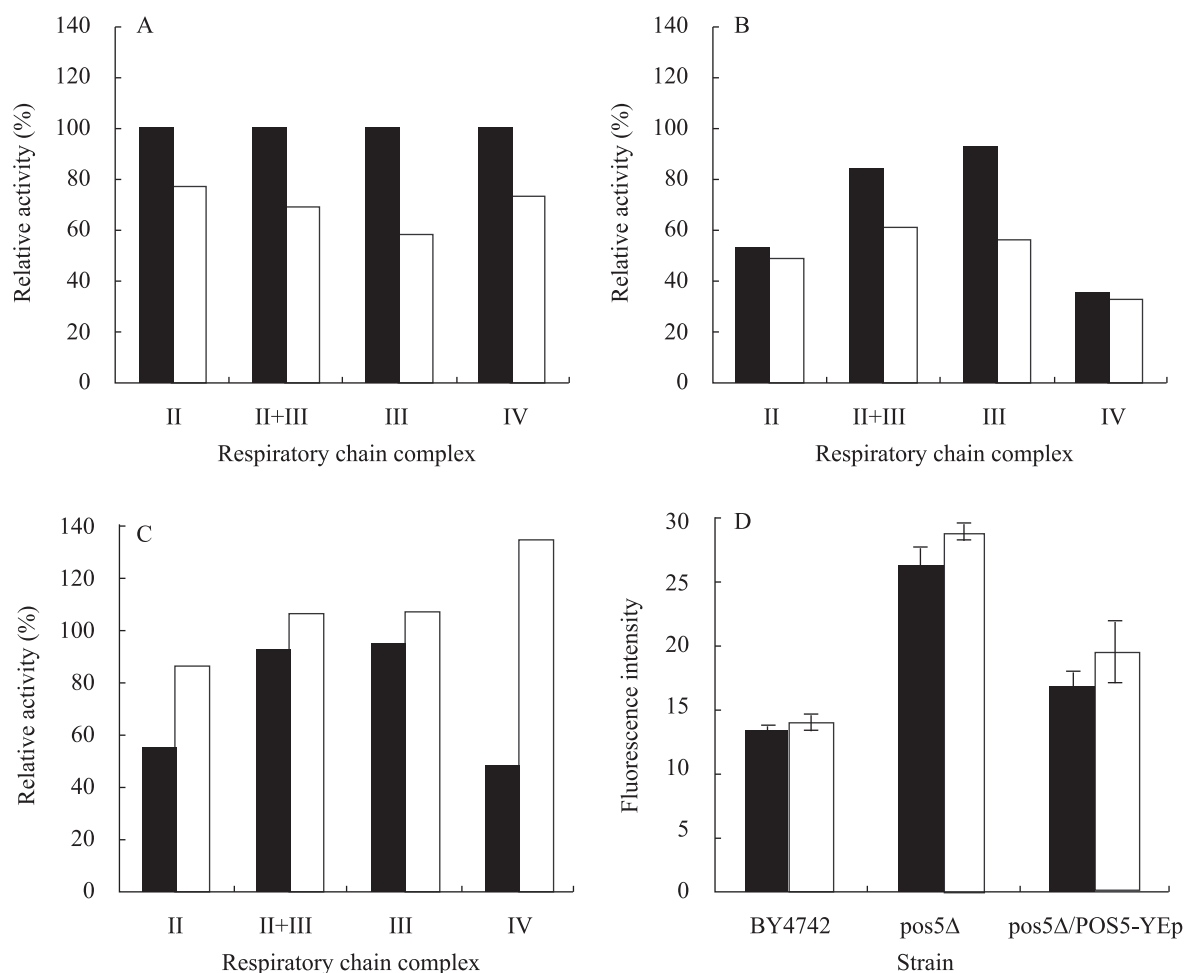 A
140
120
100
80
60
40
20
0
Relative activity (%)
II II+III III IV
Respiratory chain complex
B
140
120
100
80
60
40
20
0
Relative activity (%)
II II+III III IV
Respiratory chain complex
C
140
120
100
80
60
40
20
0
Relative activity (%)
II II+III III IV
Respiratory chain complex
D
30
25
20
15
10
5
0
Fluorescence intensity
BY4742 pos5Δ pos5Δ/POS5-YEp
Strain